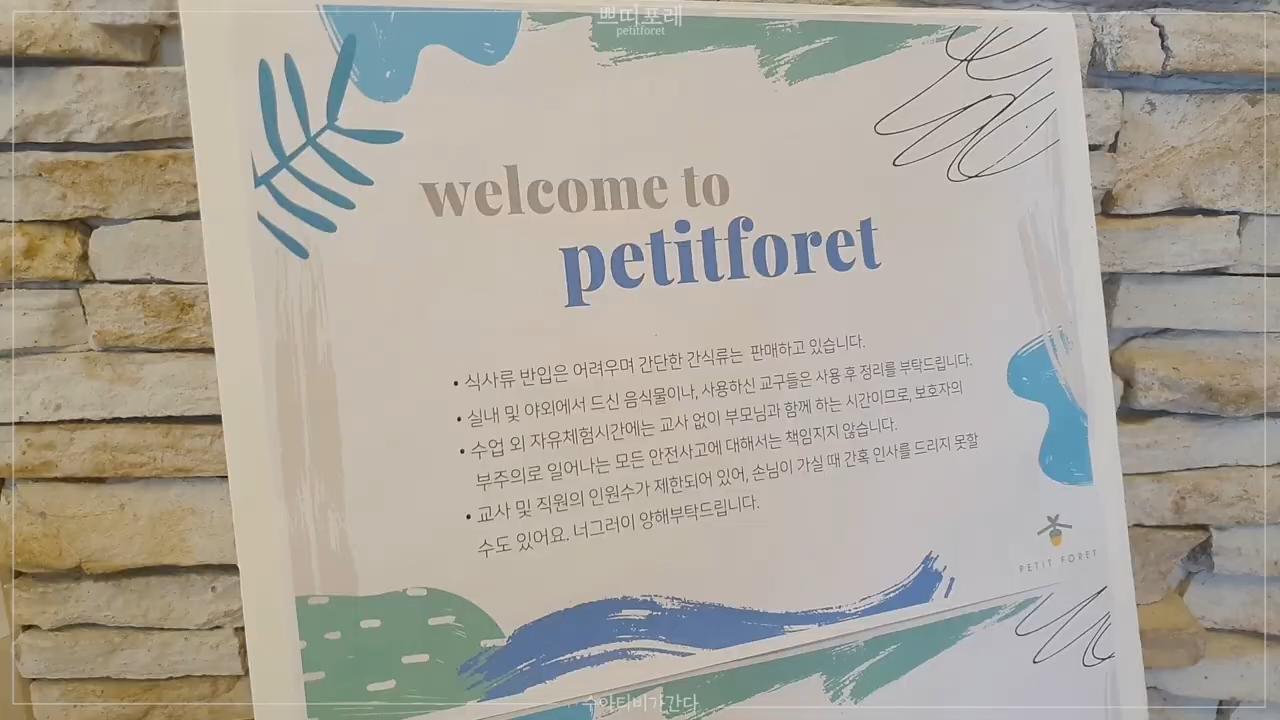 쁘띠포레
petitforet
welcome to
petitforet
• 식사류 반입은 어려우며 간단한 간식류는 판매하고 있습니다.
• 실내 및 야외에서 드신 음식물이나, 사용하신 교구들은 사용 후 정리를 부탁드립니다.
• 수업 외 자유체험시간에는 교사 없이 부모님과 함께 하는 시간이므로, 보호자의
부주의로 일어나는 모든 안전사고에 대해서는 책임지지 않습니다.
• 교사 및 직원의 인원수가 제한되어 있어, 손님이 가실 때 간혹 인사를 드리지 못할
수도 있어요. 너그러이 양해부탁드립니다.
PETIT FORET
수아티비가간다